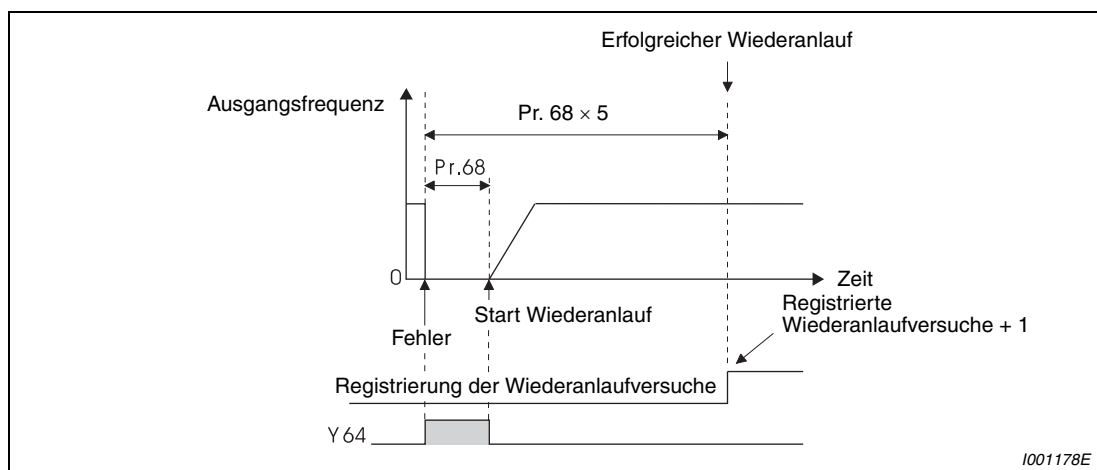 Erfolgreicher Wiederanlauf
Ausgangsfrequenz
Pr. 68 × 5
Pr.68
0
Zeit
Start Wiederanlauf
Registrierte
Wiederanlaufversuche + 1
Fehler
Registrierung der Wiederanlaufversuche
Y64
I001178E